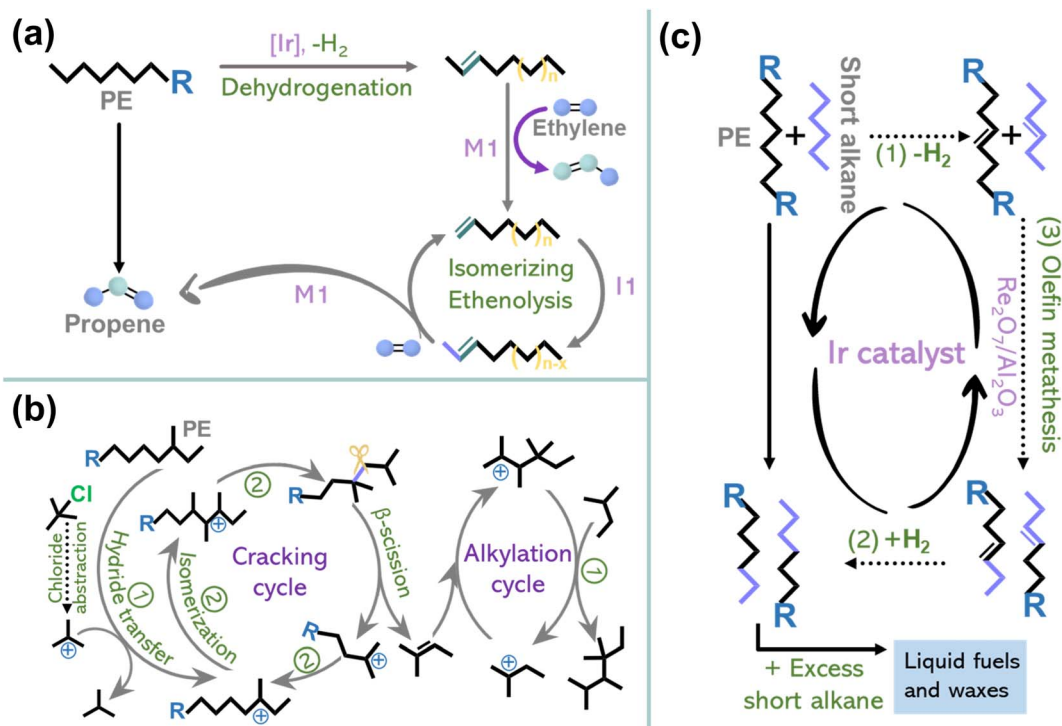 (a)
[Ir], -H2
Dehydrogenation
R
PE
n
Ethylene
M1
n
Isomerizing
Ethenolysis
I1
M1
Propene
n-x
(b)
PE
R
Cl
Chloride
abstraction
Hydride transfer
①
②
Isomerization
②
R
⊕
R
Cracking
cycle
β-scission
⊕
R
⊕
②
R
⊕
Alkylation
cycle
①
⊕
⊕
(c)
R
PE
+
Short alkane
R
(1) -H2
R
+
R
(3) Olefin metathesis
Re2O7/Al2O3
Ir catalyst
(2) +H2
R
R
R
R
+ Excess
short alkane
Liquid fuels
and waxes